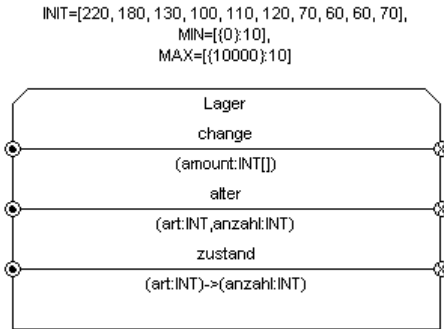 INIT=[220, 180, 130, 100, 110, 120, 70, 60, 60, 70],
MIN=[{0}:10],
MAX=[{10000}:10]
Lager
change
(amount:INT[])
alter
(art:INT,anzahl:INT)
zustand
(art:INT)->(anzahl:INT)